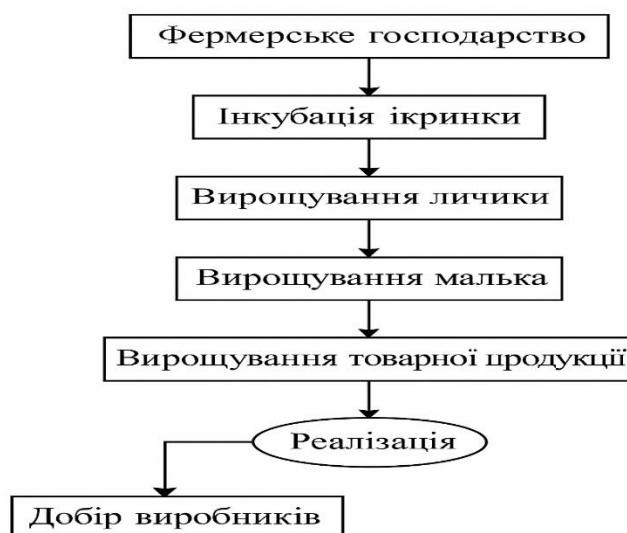 Фермерське господарство
Інкубація ікринки
Вирощування личики
Вирощування малька
Вирощування товарної продукції
Реалізація
Добір виробників